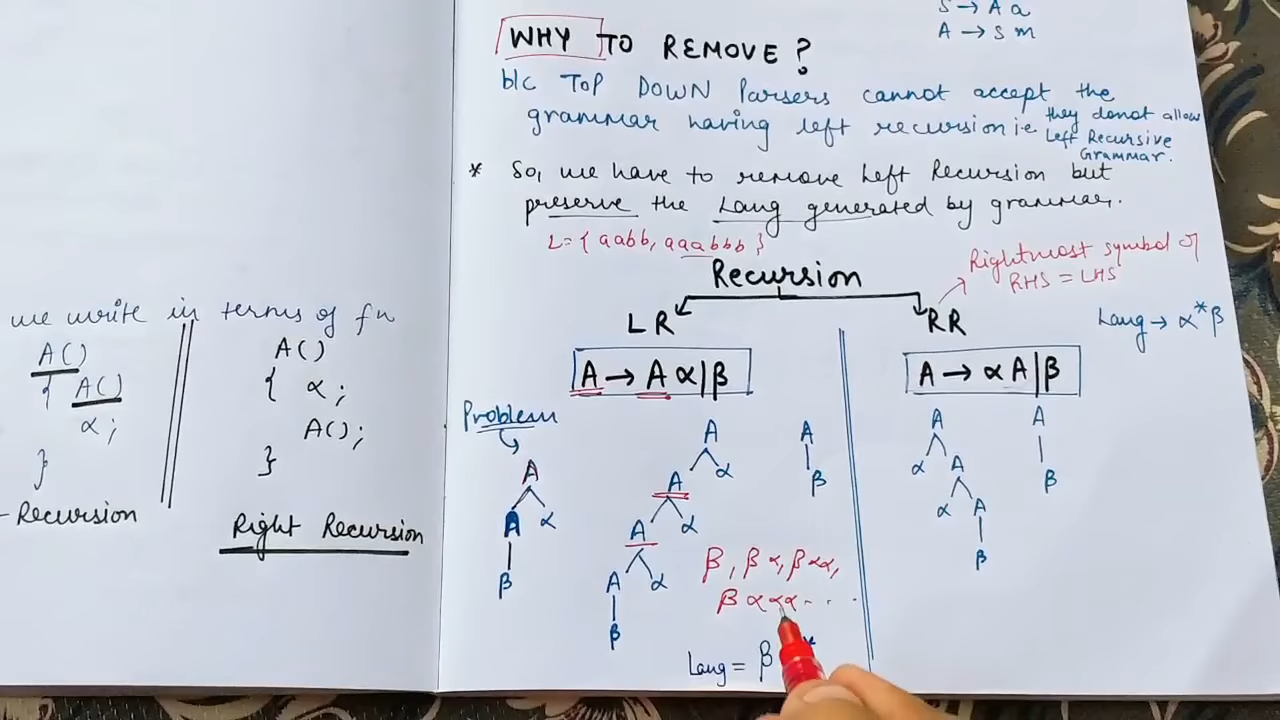 we write in terms of fn
A()
{ A()
α ;
}
- Recursion
A()
{ α ;
A();
}
Right Recursion
S → A a
A → S m
WHY TO REMOVE ?
b/c TOP DOWN Parsers cannot accept the
grammar having left recursion i.e they donot allow
Left Recursive
Grammar.
* So, we have to remove Left Recursion but
preserve the Lang generated by grammar.
L = { aabb, aaabbb }
Recursion
Rightmost symbol of
RHS = LHS
LR
A → A α | β
Problem
A
A α
β
A
A α
A α
A α
β
A
β
β, β α, β α α,
β α α α - - -
Lang = β *
RR
Lang → α* β
A → α A | β
A
α A
α A
β
A
β